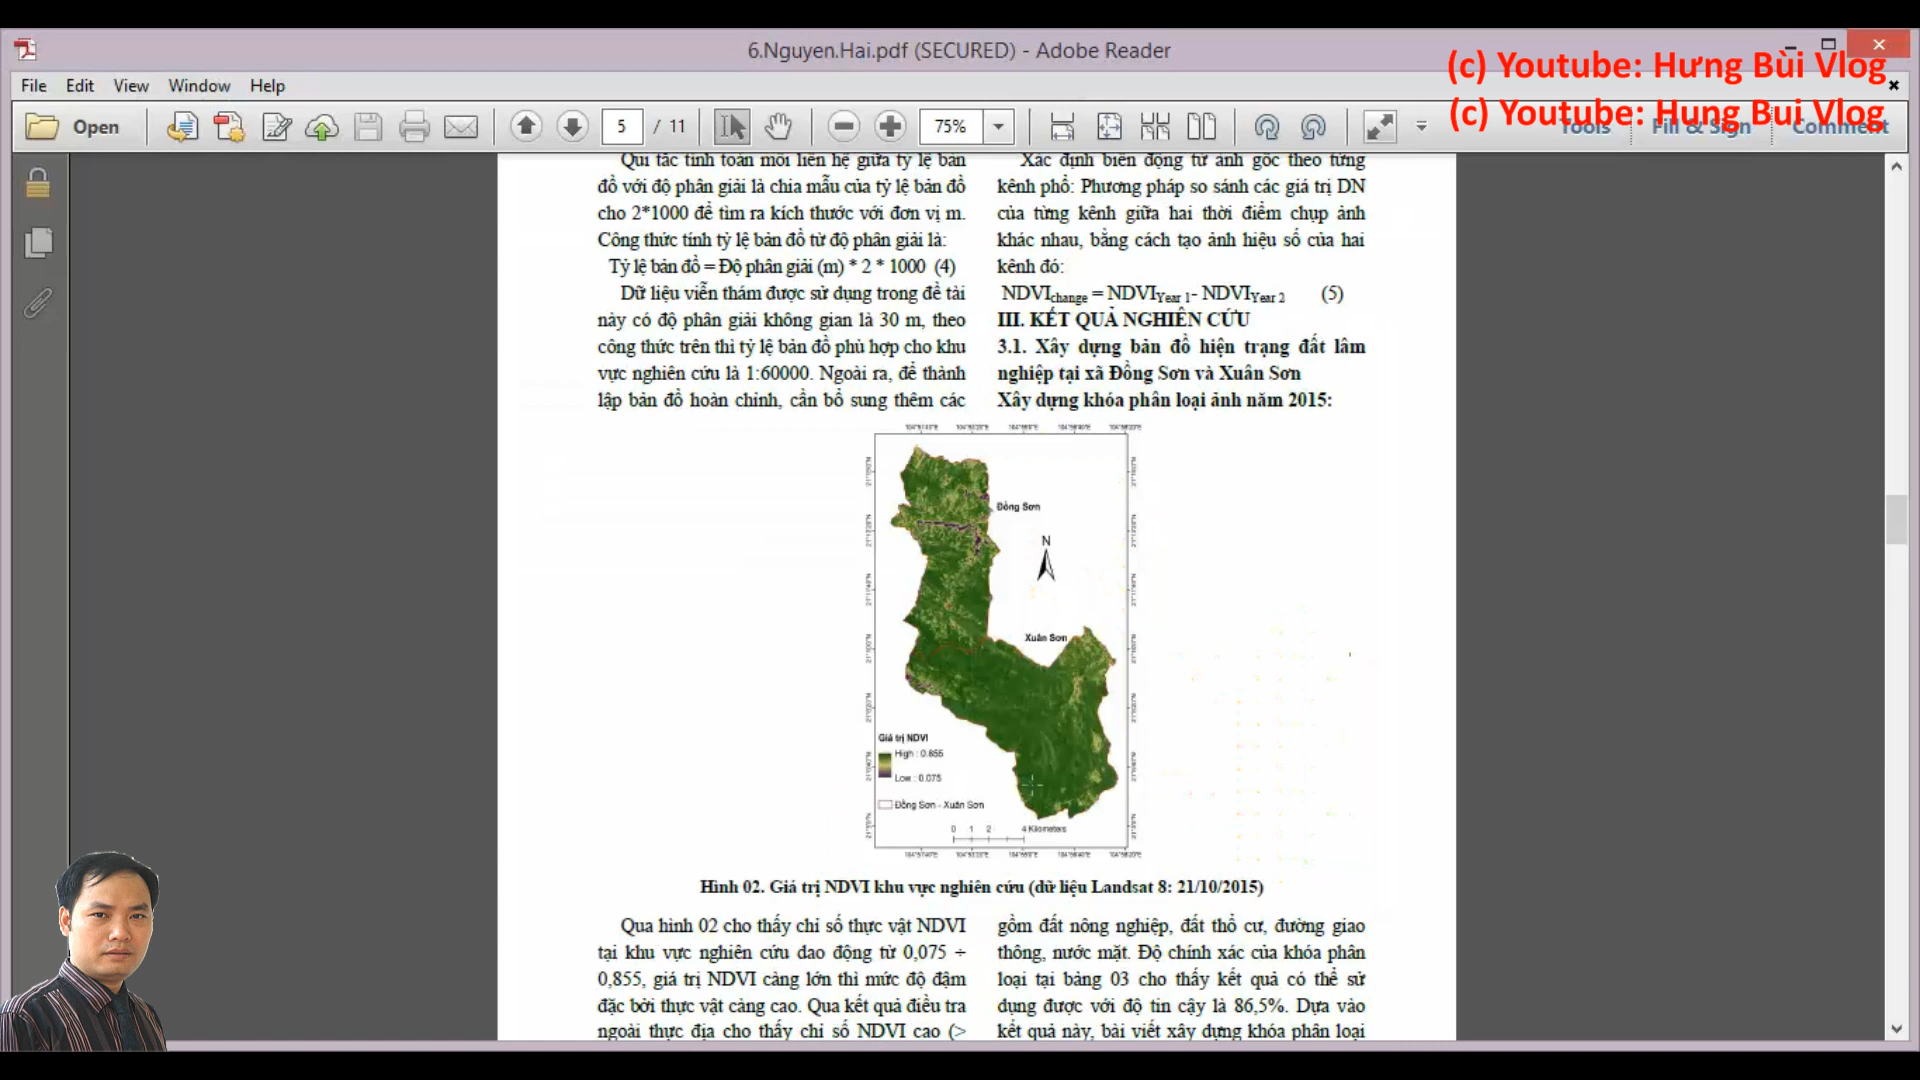 6.Nguyen.Hai.pdf (SECURED) - Adobe Reader
(c) Youtube: Hưng Bùi Vlog
(c) Youtube: Hung Bui Vlog
File Edit View Window Help
Open 5 / 11 75% Tools Fill & Sign Comment
Qui tắc tính toán mối liên hệ giữa tỷ lệ bản
đồ với độ phân giải là chia mẫu của tỷ lệ bản đồ
cho 2*1000 để tìm ra kích thước với đơn vị m.
Công thức tính tỷ lệ bản đồ từ độ phân giải là:
Tỷ lệ bản đồ = Độ phân giải (m) * 2 * 1000 (4)
Dữ liệu viễn thám được sử dụng trong đề tài
này có độ phân giải không gian là 30 m, theo
công thức trên thì tỷ lệ bản đồ phù hợp cho khu
vực nghiên cứu là 1:60000. Ngoài ra, để thành
lập bản đồ hoàn chỉnh, cần bổ sung thêm các
Xác định biến động từ ảnh gốc theo từng
kênh phổ: Phương pháp so sánh các giá trị DN
của từng kênh giữa hai thời điểm chụp ảnh
khác nhau, bằng cách tạo ảnh hiệu số của hai
kênh đó:
NDVIchange = NDVIYear 1- NDVIYear 2 (5)
III. KẾT QUẢ NGHIÊN CỨU
3.1. Xây dựng bản đồ hiện trạng đất lâm
nghiệp tại xã Đồng Sơn và Xuân Sơn
Xây dựng khóa phân loại ảnh năm 2015:
Đồng Sơn
N
Xuân Sơn
Giá trị NDVI
High : 0.855
Low : 0.075
Đồng Sơn - Xuân Sơn
0 1 2 4 Kilometers
Hình 02. Giá trị NDVI khu vực nghiên cứu (dữ liệu Landsat 8: 21/10/2015)
Qua hình 02 cho thấy chỉ số thực vật NDVI
tại khu vực nghiên cứu dao động từ 0,075 ÷
0,855, giá trị NDVI càng lớn thì mức độ đậm
đặc bởi thực vật càng cao. Qua kết quả điều tra
ngoài thực địa cho thấy chỉ số NDVI cao (>
gồm đất nông nghiệp, đất thổ cư, đường giao
thông, nước mặt. Độ chính xác của khóa phân
loại tại bảng 03 cho thấy kết quả có thể sử
dụng được với độ tin cậy là 86,5%. Dựa vào
kết quả này, bài viết xây dựng khóa phân loại